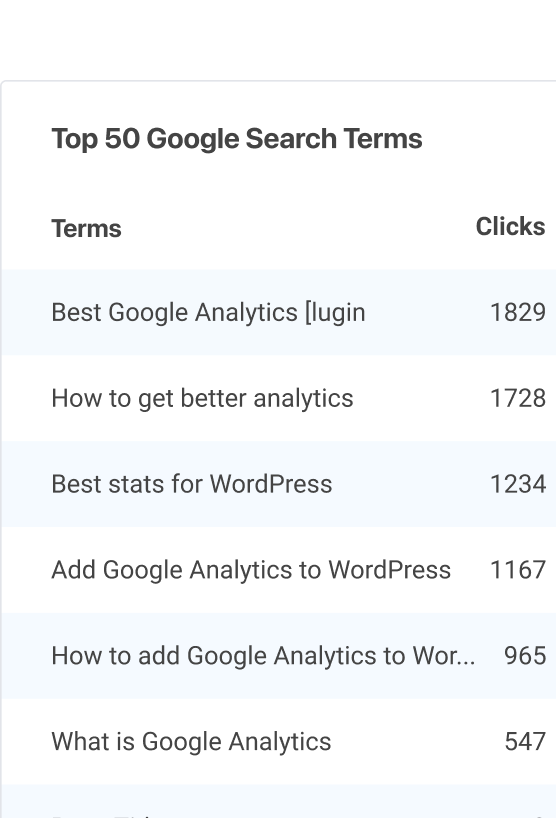 Top 50 Google Search Terms
Terms Clicks
Best Google Analytics [lugin 1829
How to get better analytics 1728
Best stats for WordPress 1234
Add Google Analytics to WordPress 1167
How to add Google Analytics to Wor... 965
What is Google Analytics 547